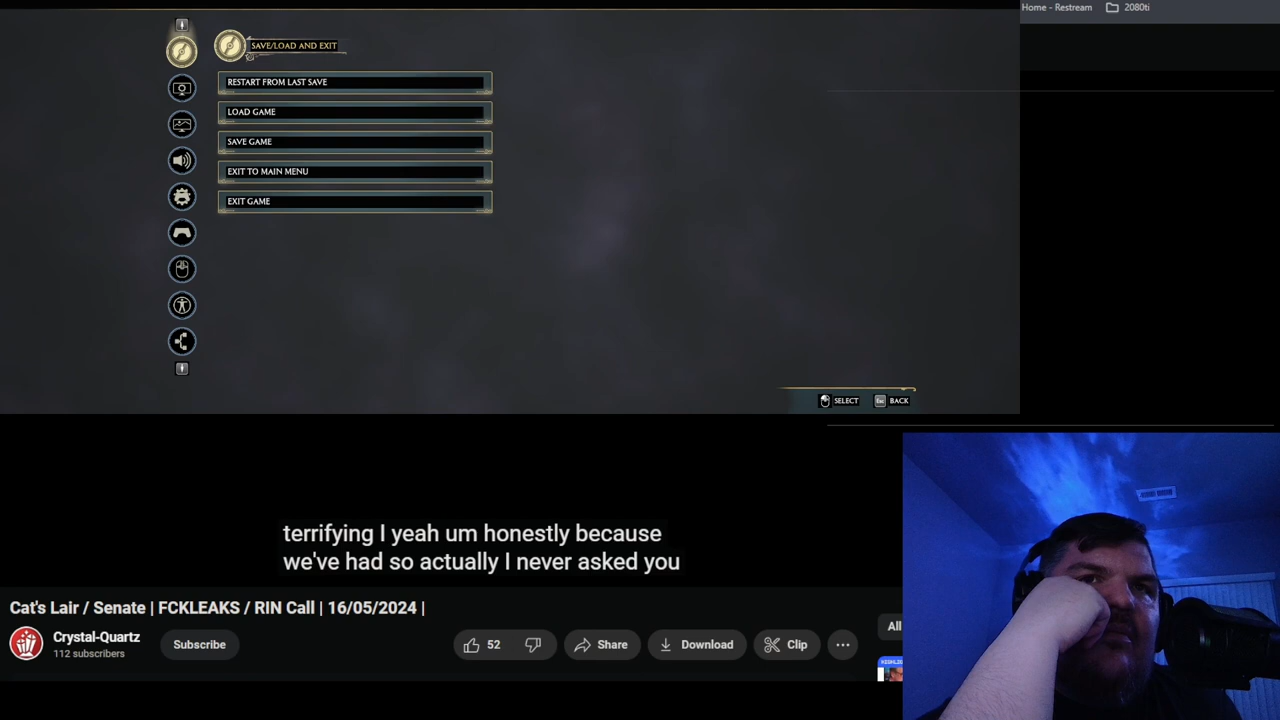 Home - Restream
2080ti
SAVE/LOAD AND EXIT
RESTART FROM LAST SAVE
LOAD GAME
SAVE GAME
EXIT TO MAIN MENU
EXIT GAME
SELECT
Esc
BACK
terrifying I yeah um honestly because
we've had so actually I never asked you
Cat's Lair / Senate | FCKLEAKS / RIN Call | 16/05/2024 |
Crystal-Quartz
112 subscribers
Subscribe
52
Share
Download
Clip
All